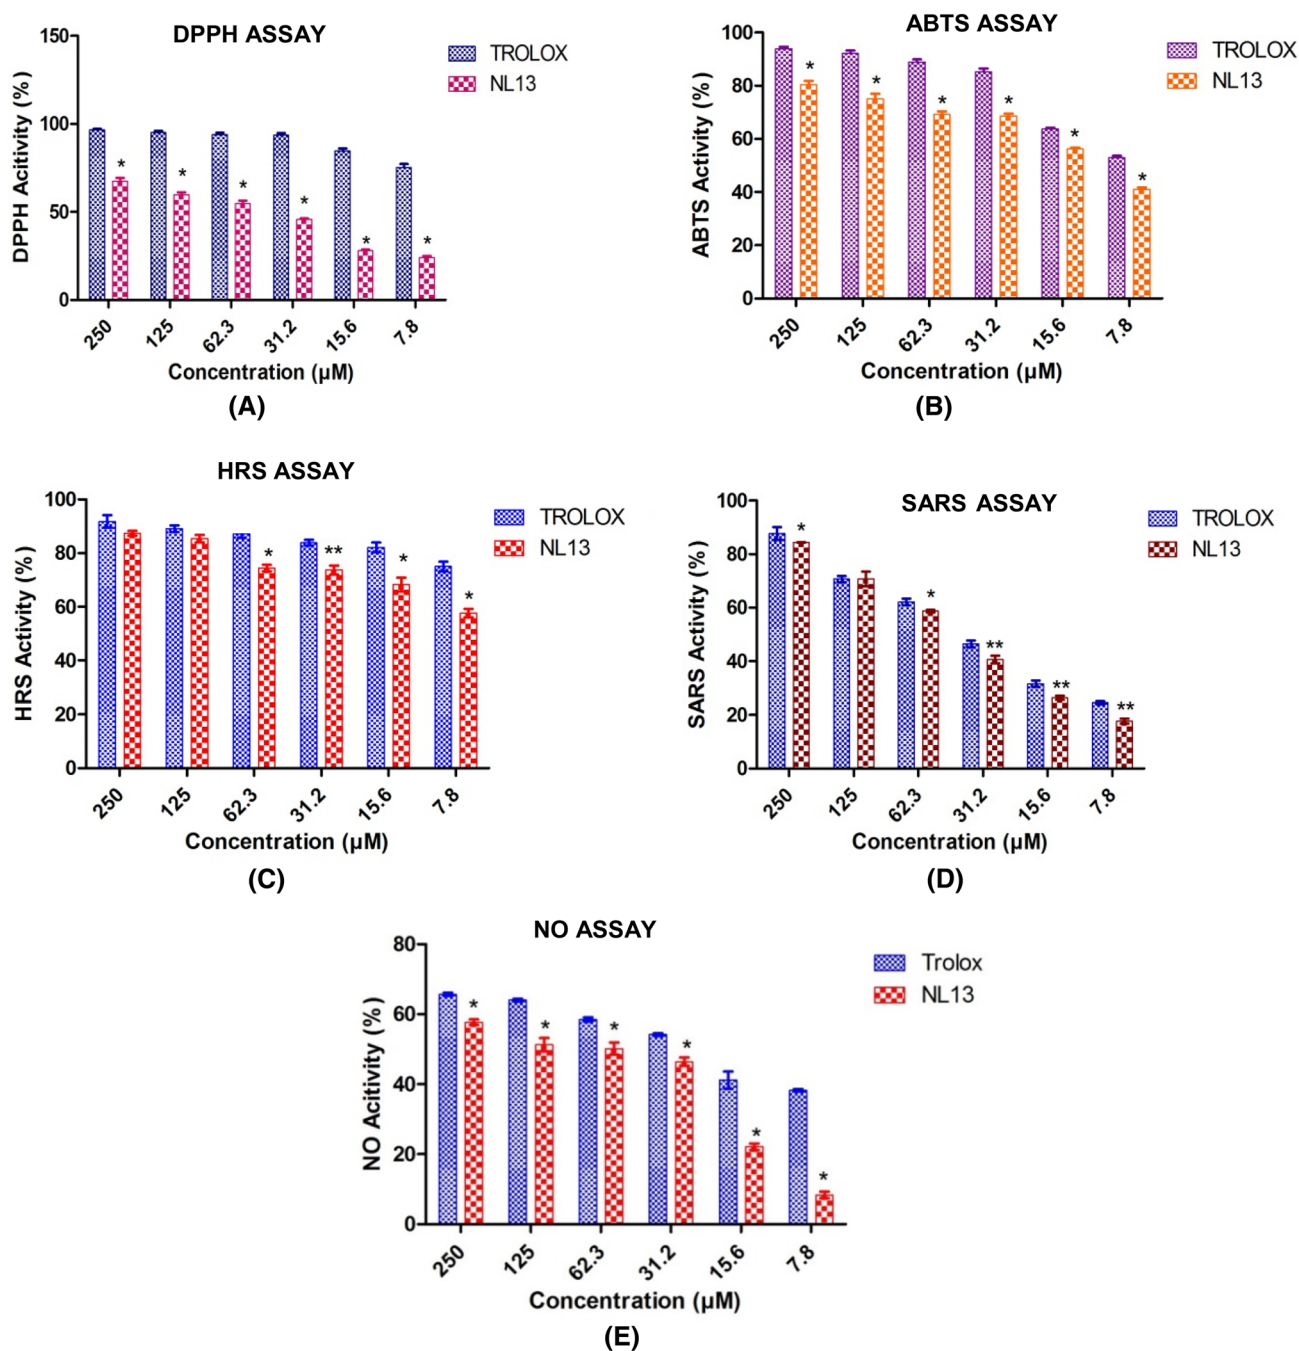 DPPH ASSAY
TROLOX
NL13
DPPH Acitivity (%)
150
100
50
0
* * * * * *
250 125 62.3 31.2 15.6 7.8
Concentration (µM)
(A)
ABTS ASSAY
TROLOX
NL13
ABTS Activity (%)
100
80
60
40
20
0
* * * * * *
250 125 62.3 31.2 15.6 7.8
Concentration (µM)
(B)
HRS ASSAY
TROLOX
NL13
HRS Activity (%)
100
80
60
40
20
0
* ** * *
250 125 62.3 31.2 15.6 7.8
Concentration (µM)
(C)
SARS ASSAY
TROLOX
NL13
SARS Activity (%)
100
80
60
40
20
0
* * ** ** **
250 125 62.3 31.2 15.6 7.8
Concentration (µM)
(D)
NO ASSAY
Trolox
NL13
NO Acitivity (%)
80
60
40
20
0
* * * * * *
250 125 62.3 31.2 15.6 7.8
Concentration (µM)
(E)